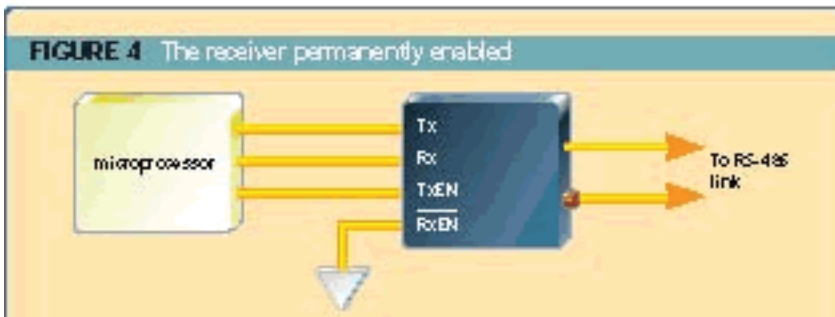 FIGURE 4 The receiver permanently enabled
microprocessor
Tx
Rx
TxEN
RxEN
To RS-485
link